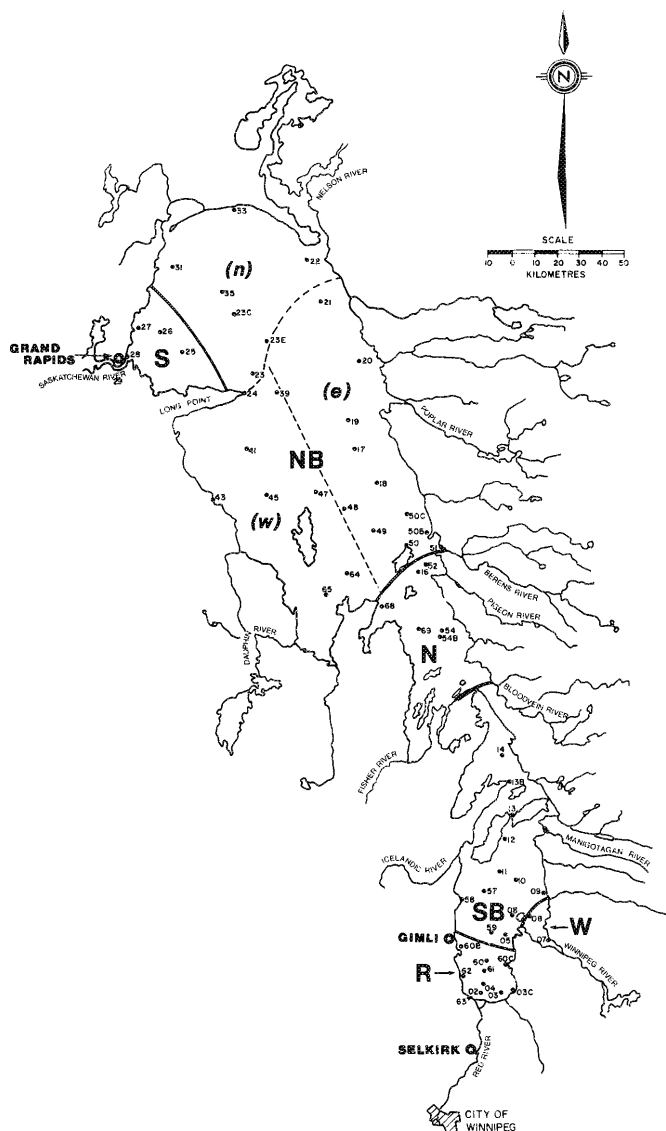 N
SCALE
10 0 10 20 30 40 50
KILOMETRES
NELSON RIVER
33
(n)
22
31
35
21
23C
27
26
S
23E
GRAND
RAPIDS
28
25
20
SASKATCHEWAN RIVER
23
(e)
LONG POINT
24
39
POPLAR RIVER
19
41
17
NB
18
47
43
45
48
(w)
50C
49
50B
50
51
52
64
16
BERENS RIVER
65
68
PIGEON RIVER
DAUPHIN RIVER
69
54
54B
N
BLOODVEIN RIVER
14
FISHER RIVER
13B
13
12
MANIGOTAGAN RIVER
ICELANDIC RIVER
11
10
57
09
58
SB
08
W
59
05
07
GIMLI
60B
WINNIPEG RIVER
60
60C
R
62
61
04
02
03
03C
63
SELKIRK
RED RIVER
CITY OF
WINNIPEG